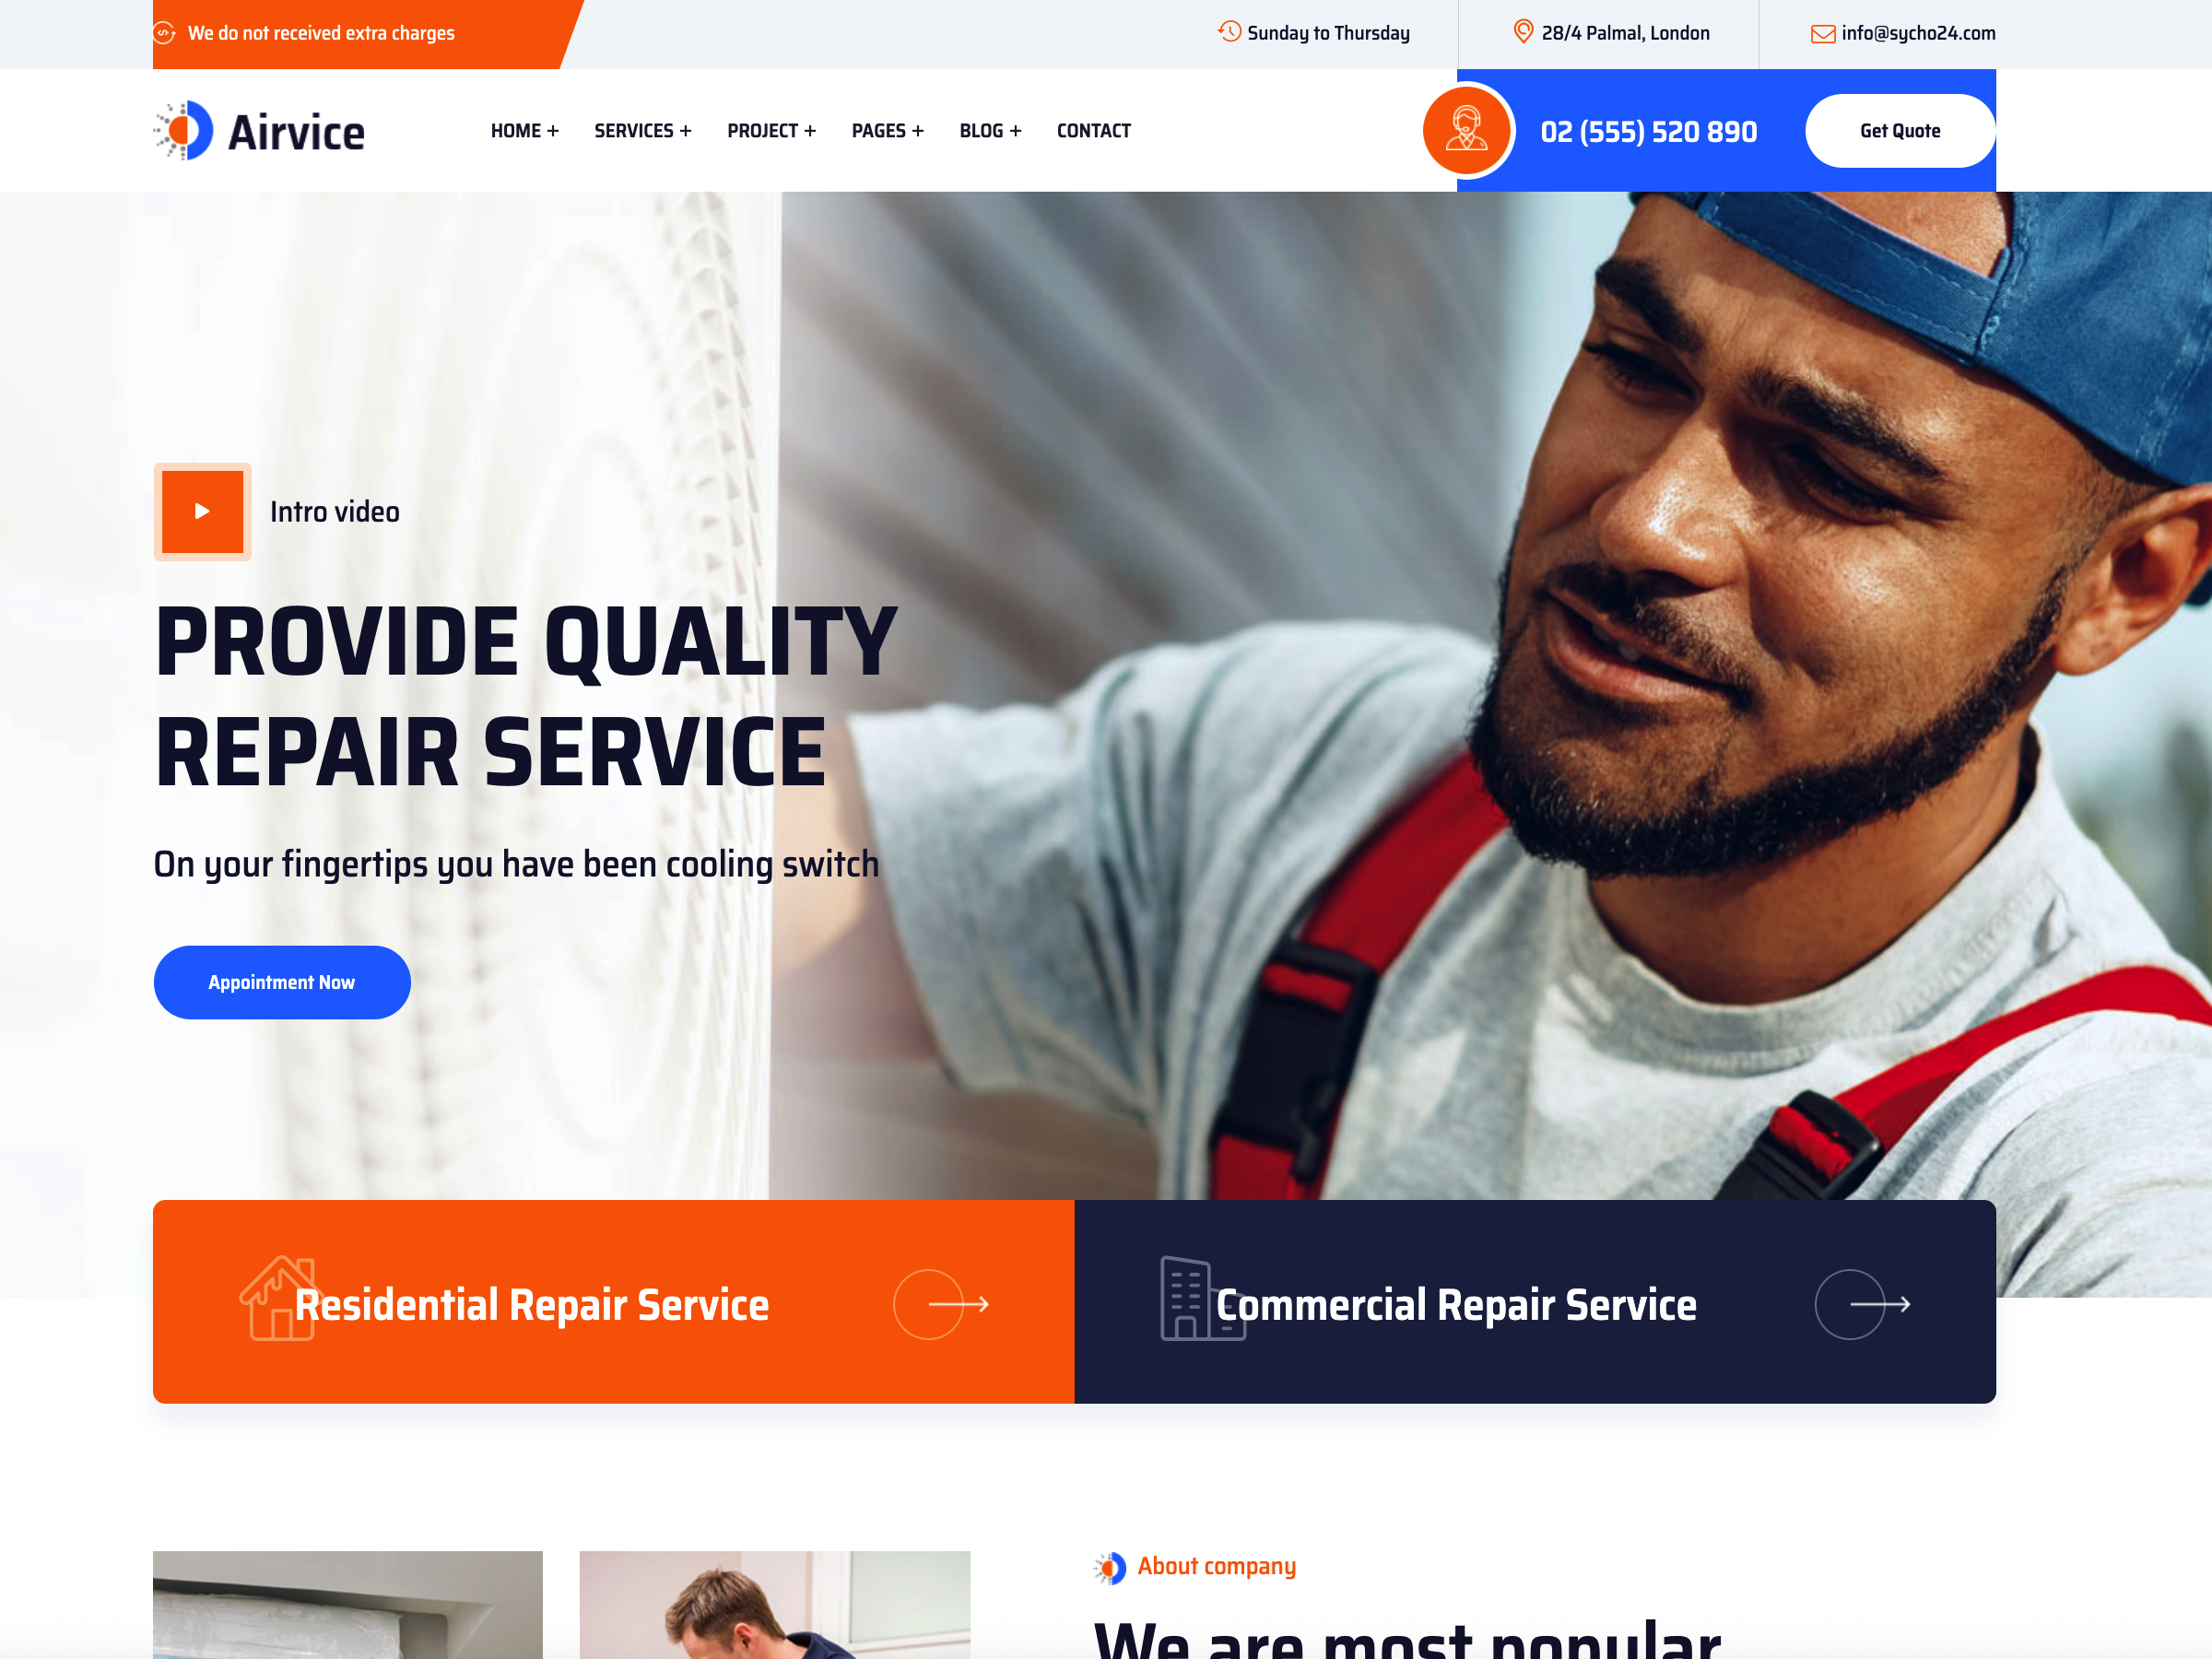 We do not received extra charges
Sunday to Thursday
28/4 Palmal, London
info@sycho24.com
Airvice
HOME +
SERVICES +
PROJECT +
PAGES +
BLOG +
CONTACT
02 (555) 520 890
Get Quote
Intro video
PROVIDE QUALITY
REPAIR SERVICE
On your fingertips you have been cooling switch
Appointment Now
Residential Repair Service
Commercial Repair Service
About company
We are most popular